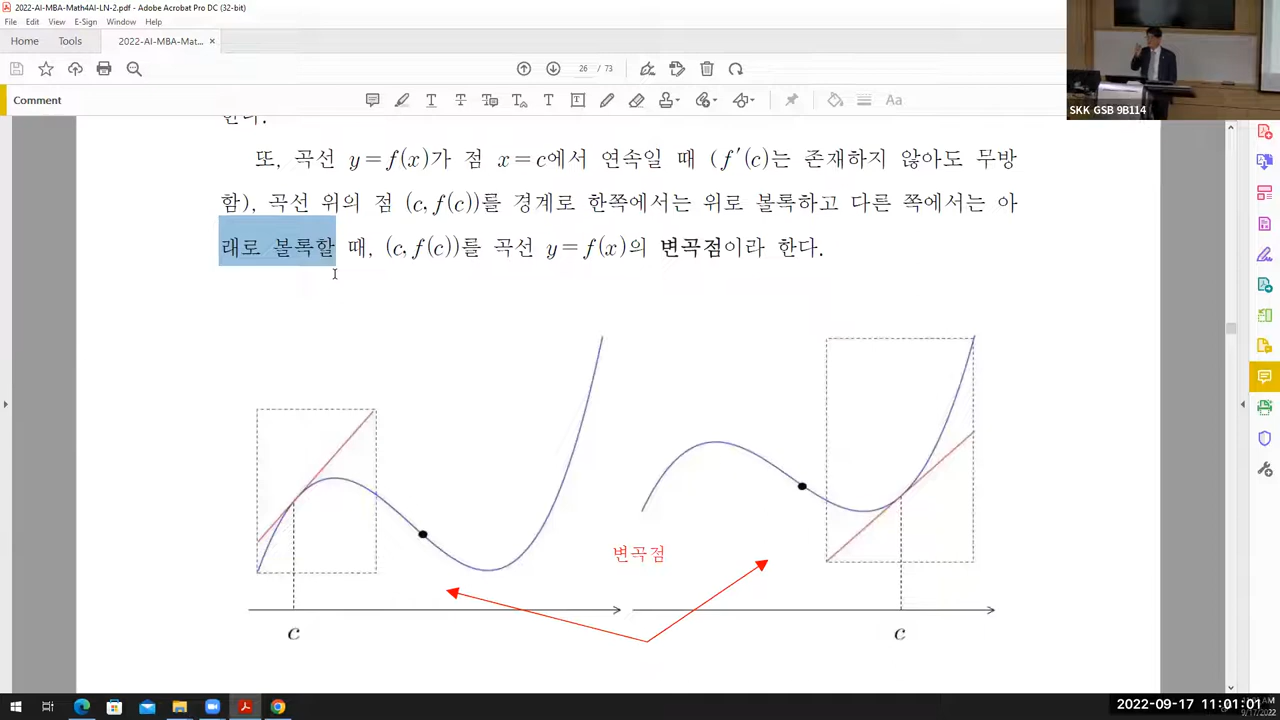 2022-AI-MBA-Math4AI-LN-2.pdf - Adobe Acrobat Pro DC (32-bit)
File Edit View E-Sign Window Help
Home Tools 2022-AI-MBA-Mat... ×
26 / 73
Comment
SKK GSB 9B114
한다.
또, 곡선 y=f(x)가 점 x=c에서 연속일 때 (f′(c)는 존재하지 않아도 무방
함), 곡선 위의 점 (c, f(c))를 경계로 한쪽에서는 위로 볼록하고 다른 쪽에서는 아
래로 볼록할 때, (c, f(c))를 곡선 y=f(x)의 변곡점이라 한다.
변곡점
c
c
2022-09-17 11:01:01